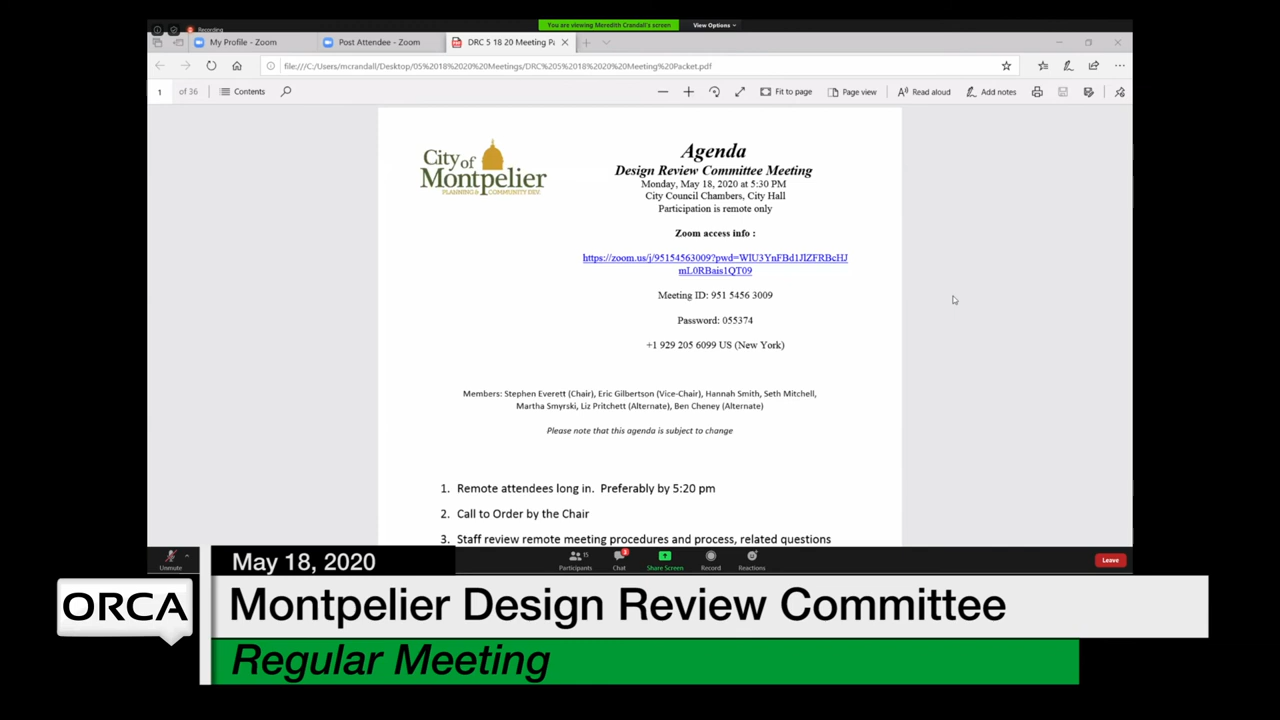 Recording
You are viewing Meredith Crandall's screen
View Options
My Profile - Zoom
Post Attendee - Zoom
DRC 5 18 20 Meeting Pa
file:///C:/Users/mcrandall/Desktop/05%2018%2020%20Meetings/DRC%205%2018%2020%20Meeting%20Packet.pdf
1 of 36
Contents
Fit to page
Page view
Read aloud
Add notes
City of
Montpelier
PLANNING & COMMUNITY DEV.
Agenda
Design Review Committee Meeting
Monday, May 18, 2020 at 5:30 PM
City Council Chambers, City Hall
Participation is remote only
Zoom access info :
https://zoom.us/j/95154563009?pwd=WlU3YnFBd1JlZFRBcHJ
mL0RBais1QT09
Meeting ID: 951 5456 3009
Password: 055374
+1 929 205 6099 US (New York)
Members: Stephen Everett (Chair), Eric Gilbertson (Vice-Chair), Hannah Smith, Seth Mitchell,
Martha Smyrski, Liz Pritchett (Alternate), Ben Cheney (Alternate)
Please note that this agenda is subject to change
1. Remote attendees long in. Preferably by 5:20 pm
2. Call to Order by the Chair
3. Staff review remote meeting procedures and process, related questions
Unmute
Participants 15
Chat
Share Screen
Record
Reactions
Leave
May 18, 2020
ORCA
Montpelier Design Review Committee
Regular Meeting